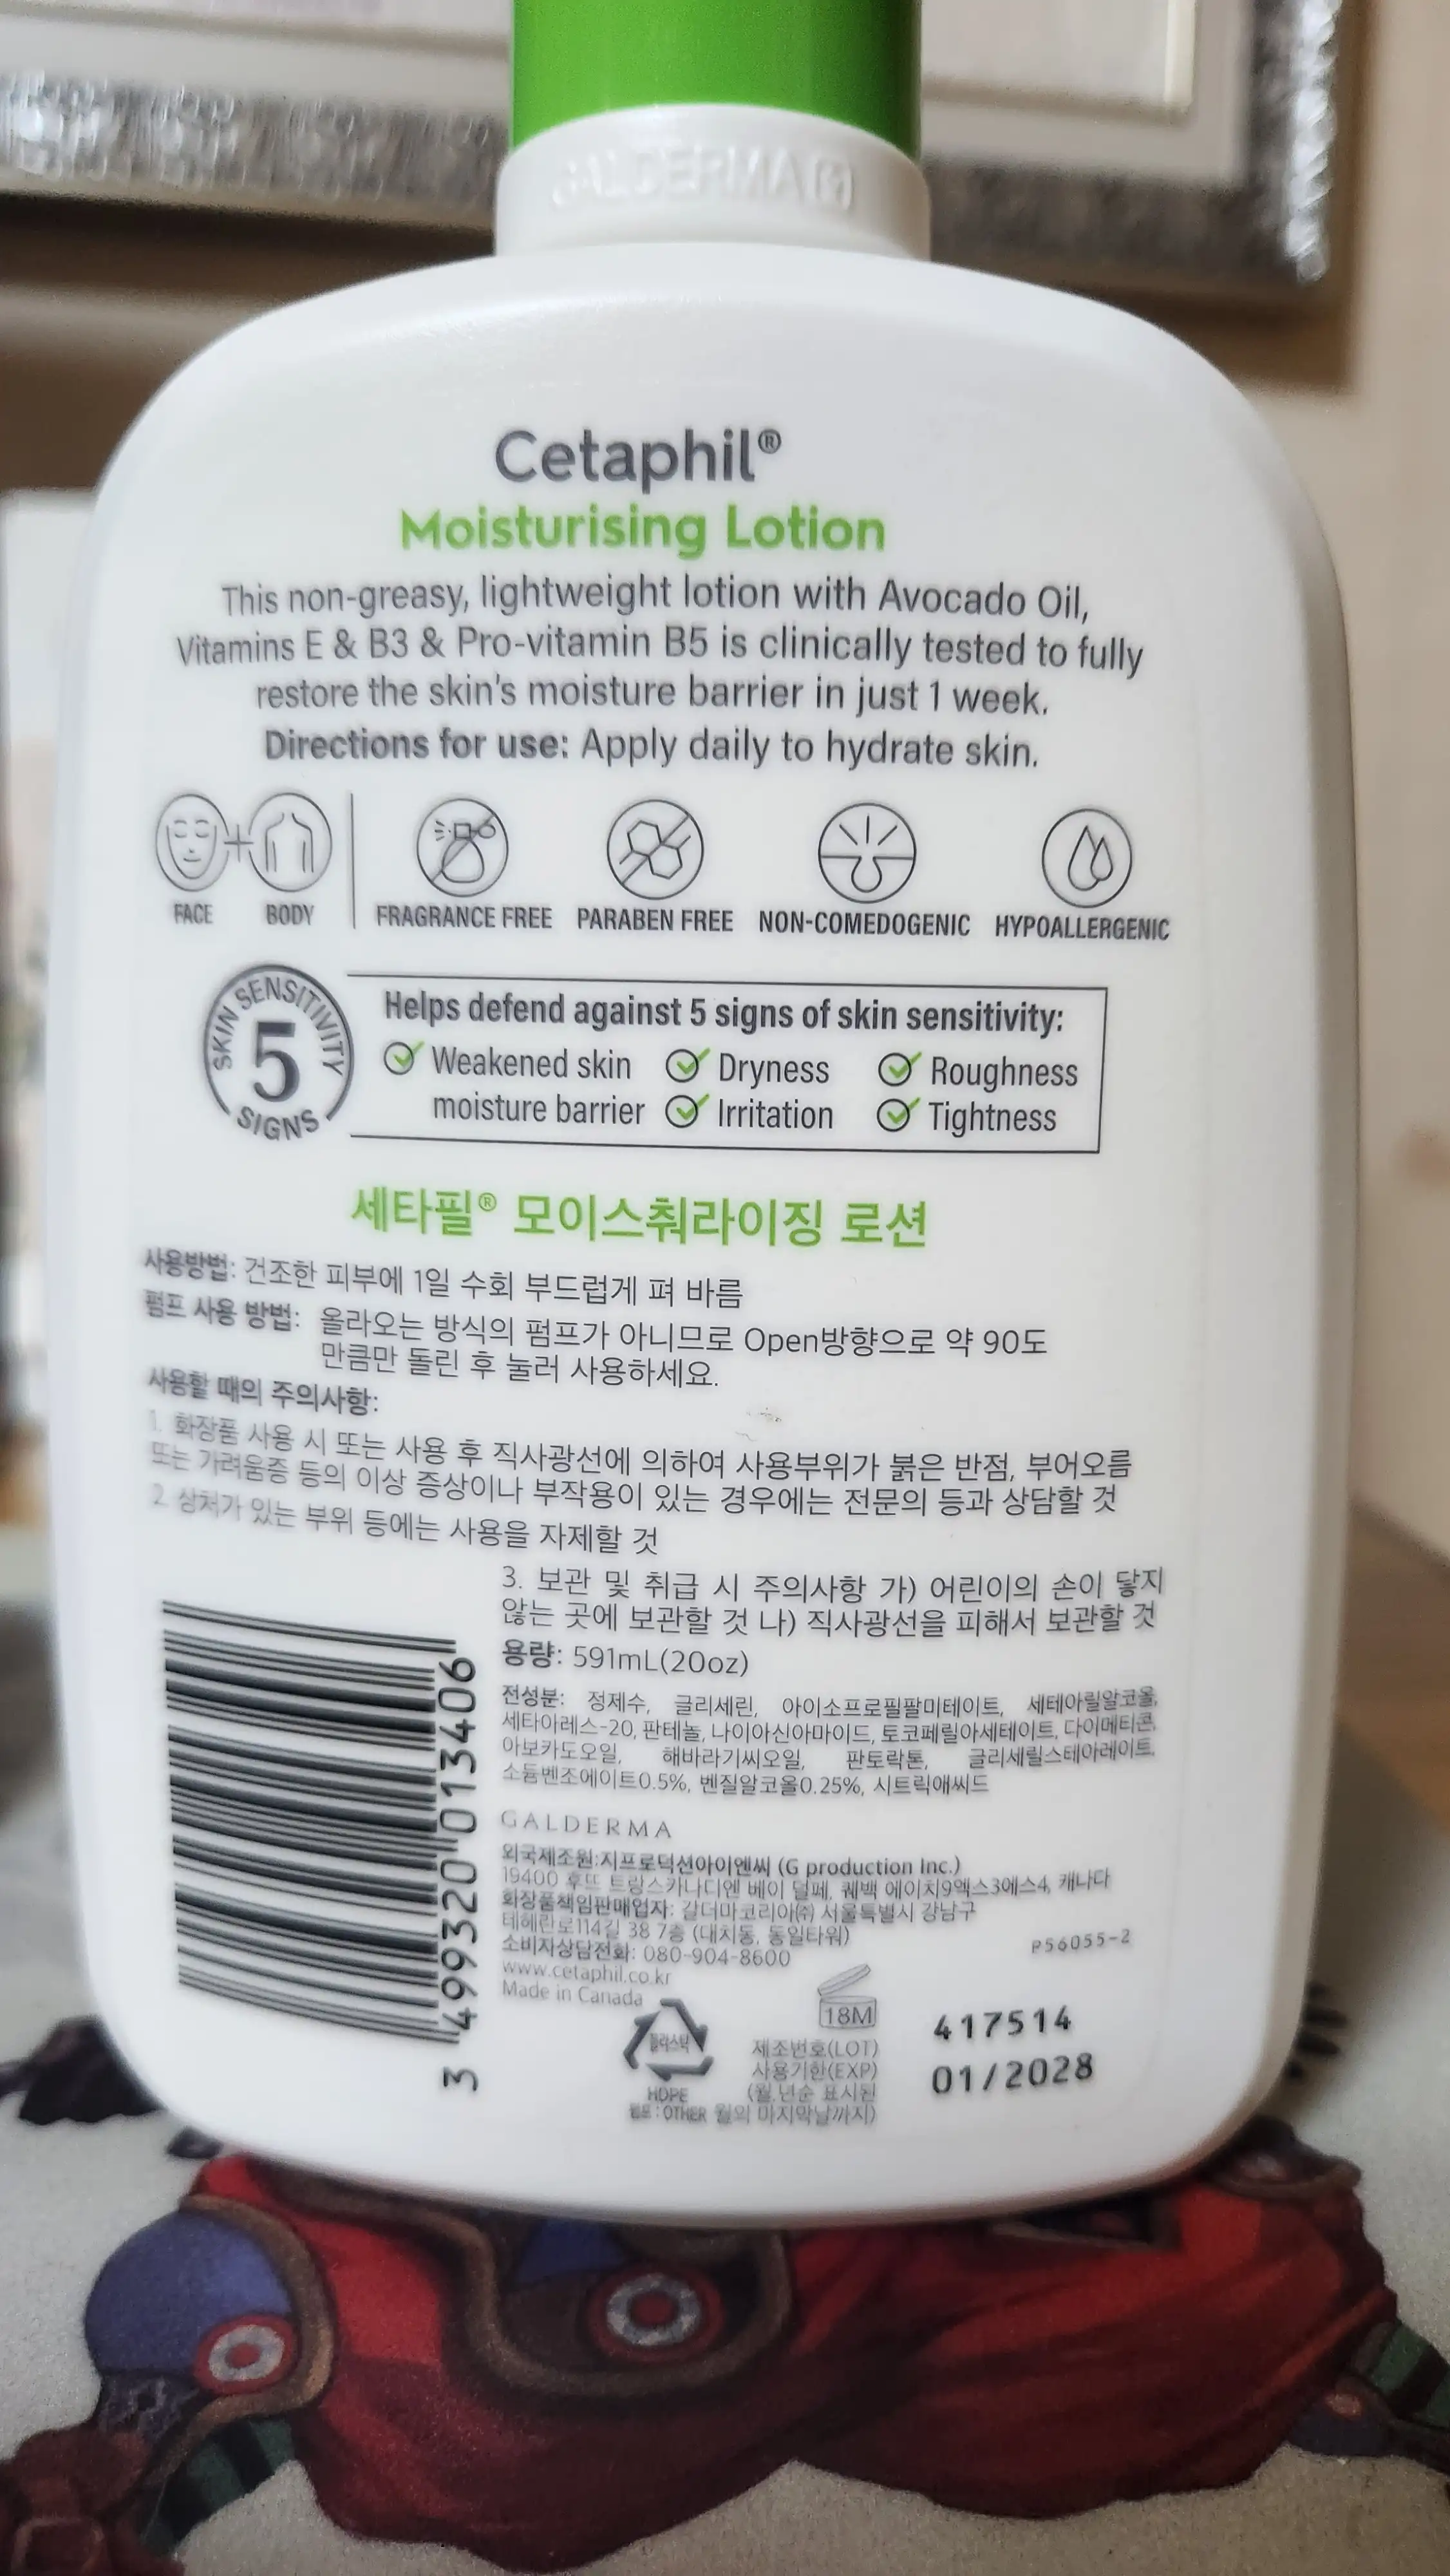 GALDERMA
Cetaphil®
Moisturising Lotion
This non-greasy, lightweight lotion with Avocado Oil,
Vitamins E & B3 & Pro-vitamin B5 is clinically tested to fully
restore the skin's moisture barrier in just 1 week.
Directions for use: Apply daily to hydrate skin.
FACE + BODY FRAGRANCE FREE PARABEN FREE NON-COMEDOGENIC HYPOALLERGENIC
SKIN SENSITIVITY
5
SIGNS
Helps defend against 5 signs of skin sensitivity:
Weakened skin Dryness Roughness
moisture barrier Irritation Tightness
세타필® 모이스춰라이징 로션
사용방법: 건조한 피부에 1일 수회 부드럽게 펴 바름
펌프 사용 방법: 올라오는 방식의 펌프가 아니므로 Open방향으로 약 90도
만큼만 돌린 후 눌러 사용하세요.
사용할 때의 주의사항:
1. 화장품 사용 시 또는 사용 후 직사광선에 의하여 사용부위가 붉은 반점, 부어오름
또는 가려움증 등의 이상 증상이나 부작용이 있는 경우에는 전문의 등과 상담할 것
2. 상처가 있는 부위 등에는 사용을 자제할 것
3. 보관 및 취급 시 주의사항 가) 어린이의 손이 닿지
않는 곳에 보관할 것 나) 직사광선을 피해서 보관할 것
용량: 591mL(20oz)
전성분: 정제수, 글리세린, 아이소프로필팔미테이트, 세테아릴알코올,
세타아레스-20, 판테놀, 나이아신아마이드, 토코페릴아세테이트, 다이메티콘,
아보카도오일, 해바라기씨오일, 판토락톤, 글리세릴스테아레이트,
소듐벤조에이트0.5%, 벤질알코올0.25%, 시트릭애씨드
GALDERMA
외국제조원:지프로덕션아이엔씨 (G production Inc.)
19400 후뜨 트랑스카나디엔 베이 덜페, 퀘백 에이치9엑스3에스4, 캐나다
화장품책임판매업자: 갈더마코리아㈜ 서울특별시 강남구
테헤란로114길 38 7층 (대치동, 동일타워)
소비자상담전화: 080-904-8600
www.cetaphil.co.kr
Made in Canada
P56055-2
3 499320 013406
플라스틱
HDPE
펌프 : OTHER
18M
제조번호(LOT) 417514
사용기한(EXP) 01/2028
(월,년순 표시된
월의 마지막날까지)